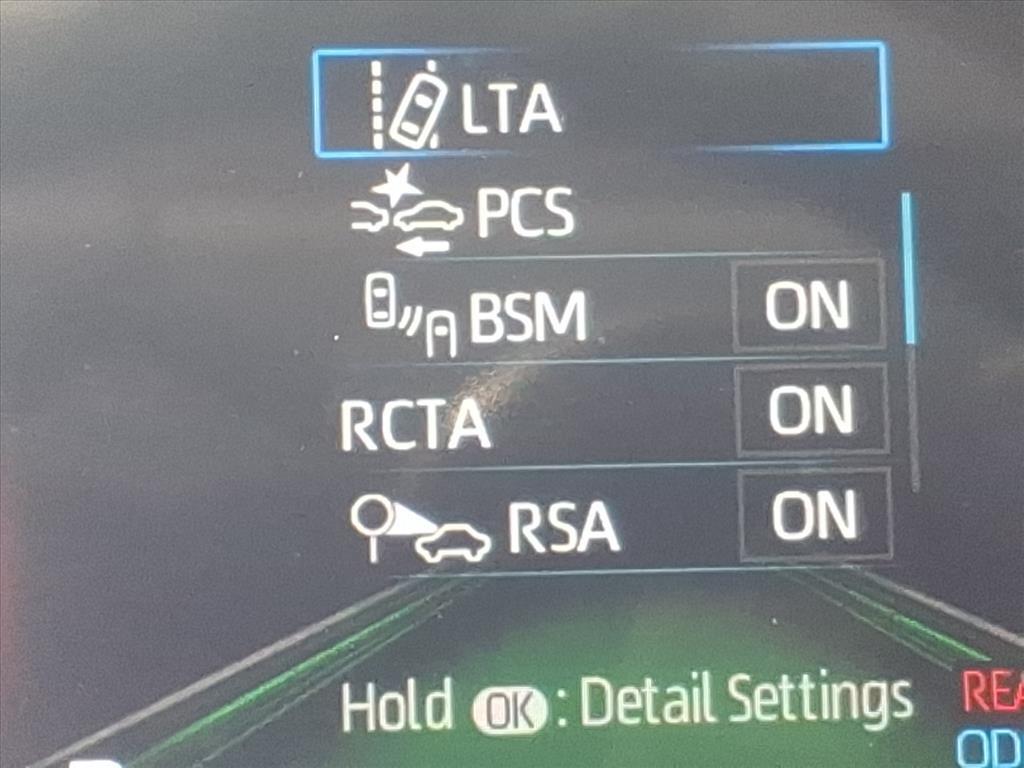 LTA
PCS
BSM ON
RCTA ON
RSA ON
Hold OK : Detail Settings